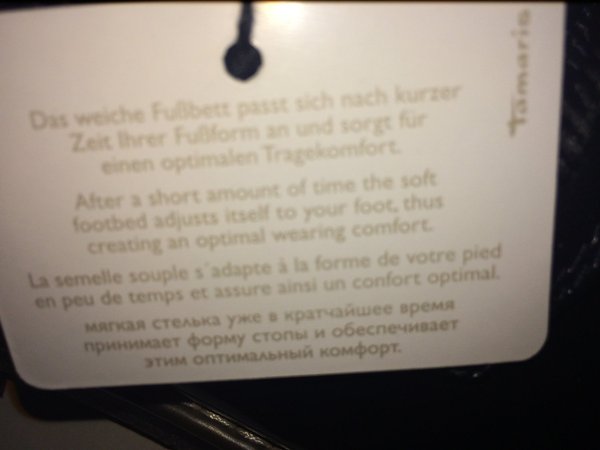 Das weiche Fußbett passt sich nach kurzer
Zeit Ihrer Fußform an und sorgt für
einen optimalen Tragekomfort.
After a short amount of time the soft
footbed adjusts itself to your foot, thus
creating an optimal wearing comfort.
La semelle souple s´adapte à la forme de votre pied
en peu de temps et assure ainsi un confort optimal.
мягкая стелька уже в кратчайшее время
принимает форму стопы и обеспечивает
этим оптимальный комфорт.
Tamaris